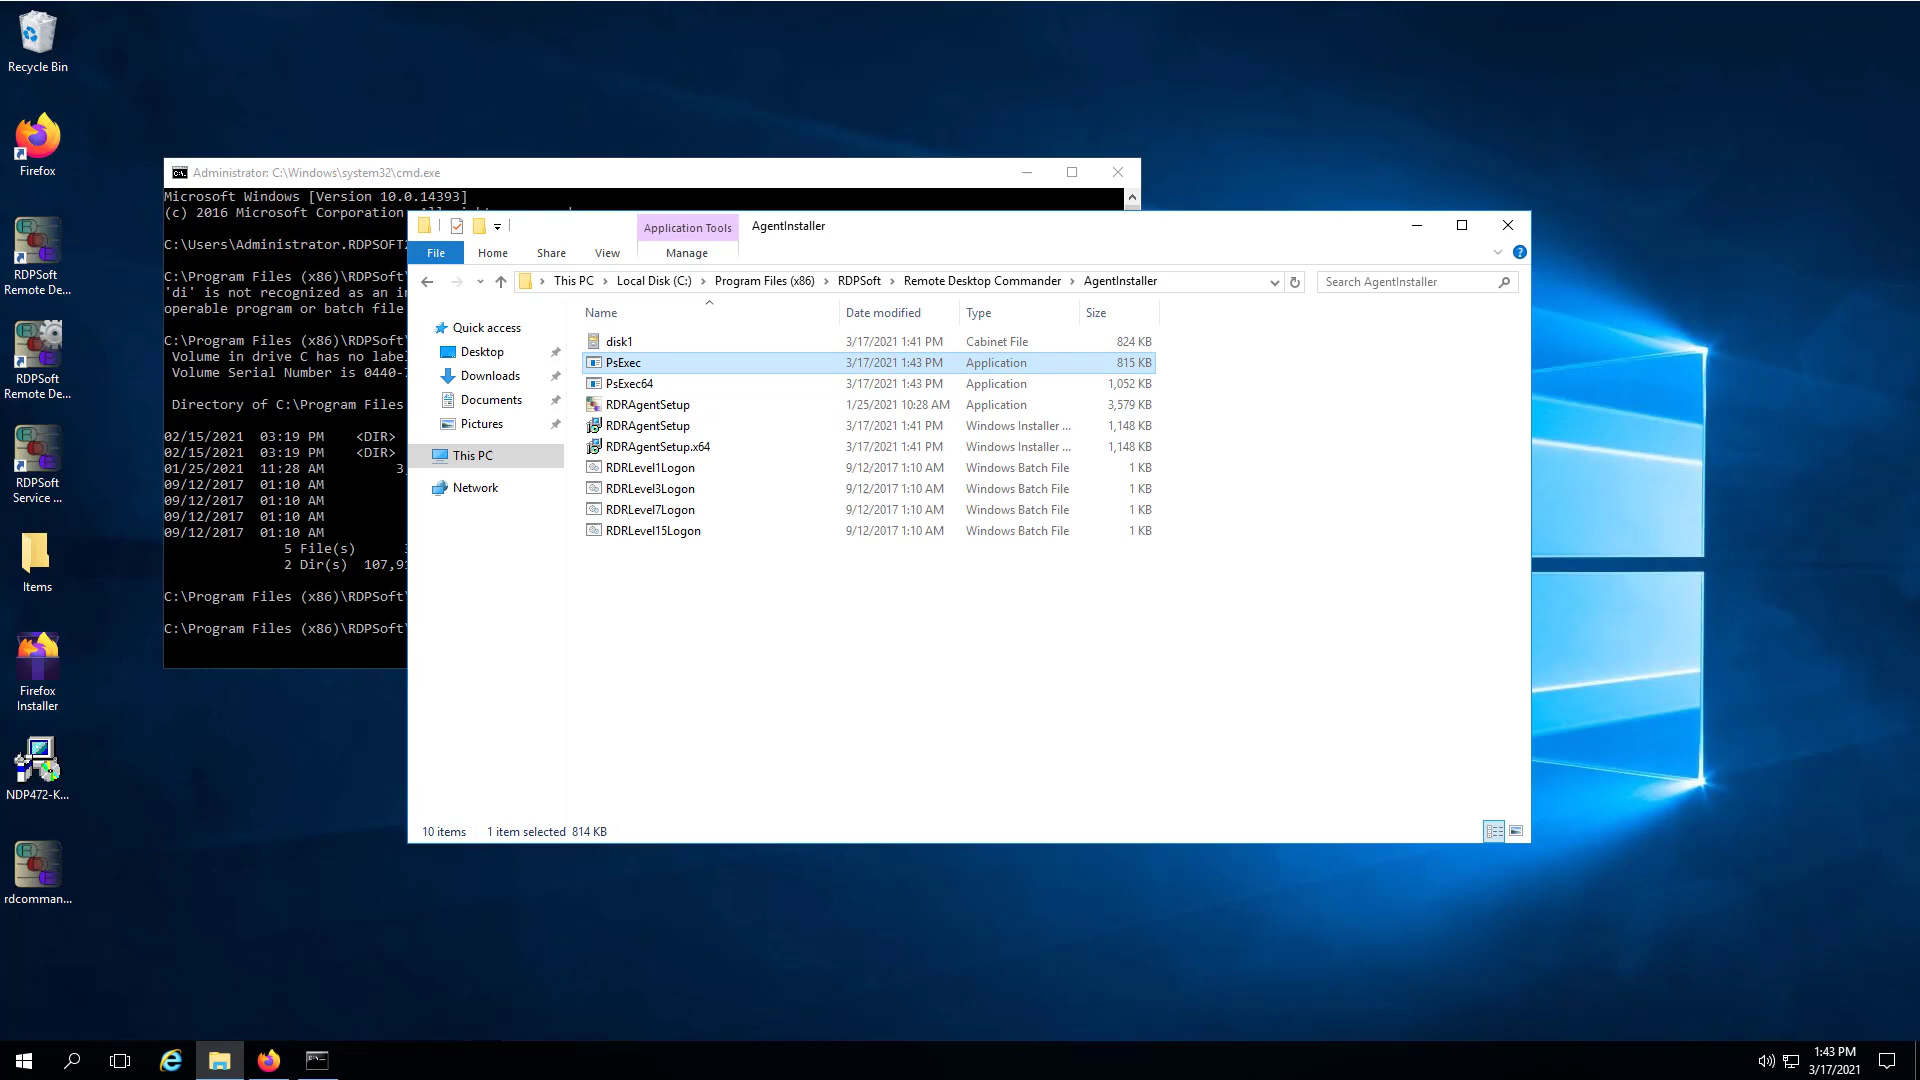 Recycle Bin
Firefox
RDPSoft
Remote De...
RDPSoft
Remote De...
RDPSoft
Service ...
Items
Firefox
Installer
NDP472-K...
rdcomman...
Administrator: C:\Windows\system32\cmd.exe
Microsoft Windows [Version 10.0.14393]
(c) 2016 Microsoft Corporation.
C:\Users\Administrator.RDPSOFT
C:\Program Files (x86)\RDPSoft\
'di' is not recognized as an in
operable program or batch file
C:\Program Files (x86)\RDPSoft\
Volume in drive C has no label
Volume Serial Number is 0440-
Directory of C:\Program Files
02/15/2021 03:19 PM <DIR>
02/15/2021 03:19 PM <DIR>
01/25/2021 11:28 AM 3,
09/12/2017 01:10 AM
09/12/2017 01:10 AM
09/12/2017 01:10 AM
09/12/2017 01:10 AM
5 File(s)
2 Dir(s) 107,9
C:\Program Files (x86)\RDPSoft\
C:\Program Files (x86)\RDPSoft\
Application Tools AgentInstaller
File Home Share View Manage
This PC Local Disk (C:) Program Files (x86) RDPSoft Remote Desktop Commander AgentInstaller Search AgentInstaller
Quick access
Desktop
Downloads
Documents
Pictures
This PC
Network
Name Date modified Type Size
disk1 3/17/2021 1:41 PM Cabinet File 824 KB
PsExec 3/17/2021 1:43 PM Application 815 KB
PsExec64 3/17/2021 1:43 PM Application 1,052 KB
RDRAgentSetup 1/25/2021 10:28 AM Application 3,579 KB
RDRAgentSetup 3/17/2021 1:41 PM Windows Installer ... 1,148 KB
RDRAgentSetup.x64 3/17/2021 1:41 PM Windows Installer ... 1,148 KB
RDRLevel1Logon 9/12/2017 1:10 AM Windows Batch File 1 KB
RDRLevel3Logon 9/12/2017 1:10 AM Windows Batch File 1 KB
RDRLevel7Logon 9/12/2017 1:10 AM Windows Batch File 1 KB
RDRLevel15Logon 9/12/2017 1:10 AM Windows Batch File 1 KB
10 items 1 item selected 814 KB
1:43 PM
3/17/2021